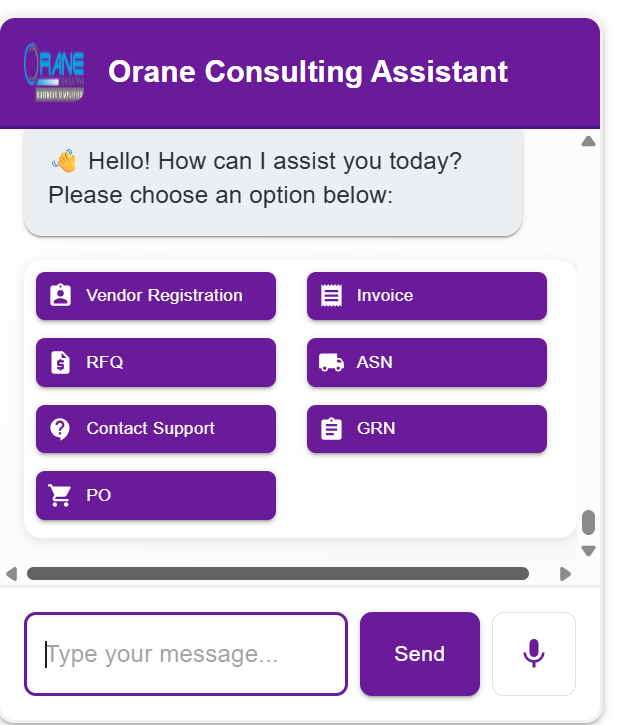 ORANE
Orane Consulting Assistant
👋 Hello! How can I assist you today?
Please choose an option below:
Vendor Registration
Invoice
RFQ
ASN
Contact Support
GRN
PO
Type your message...
Send